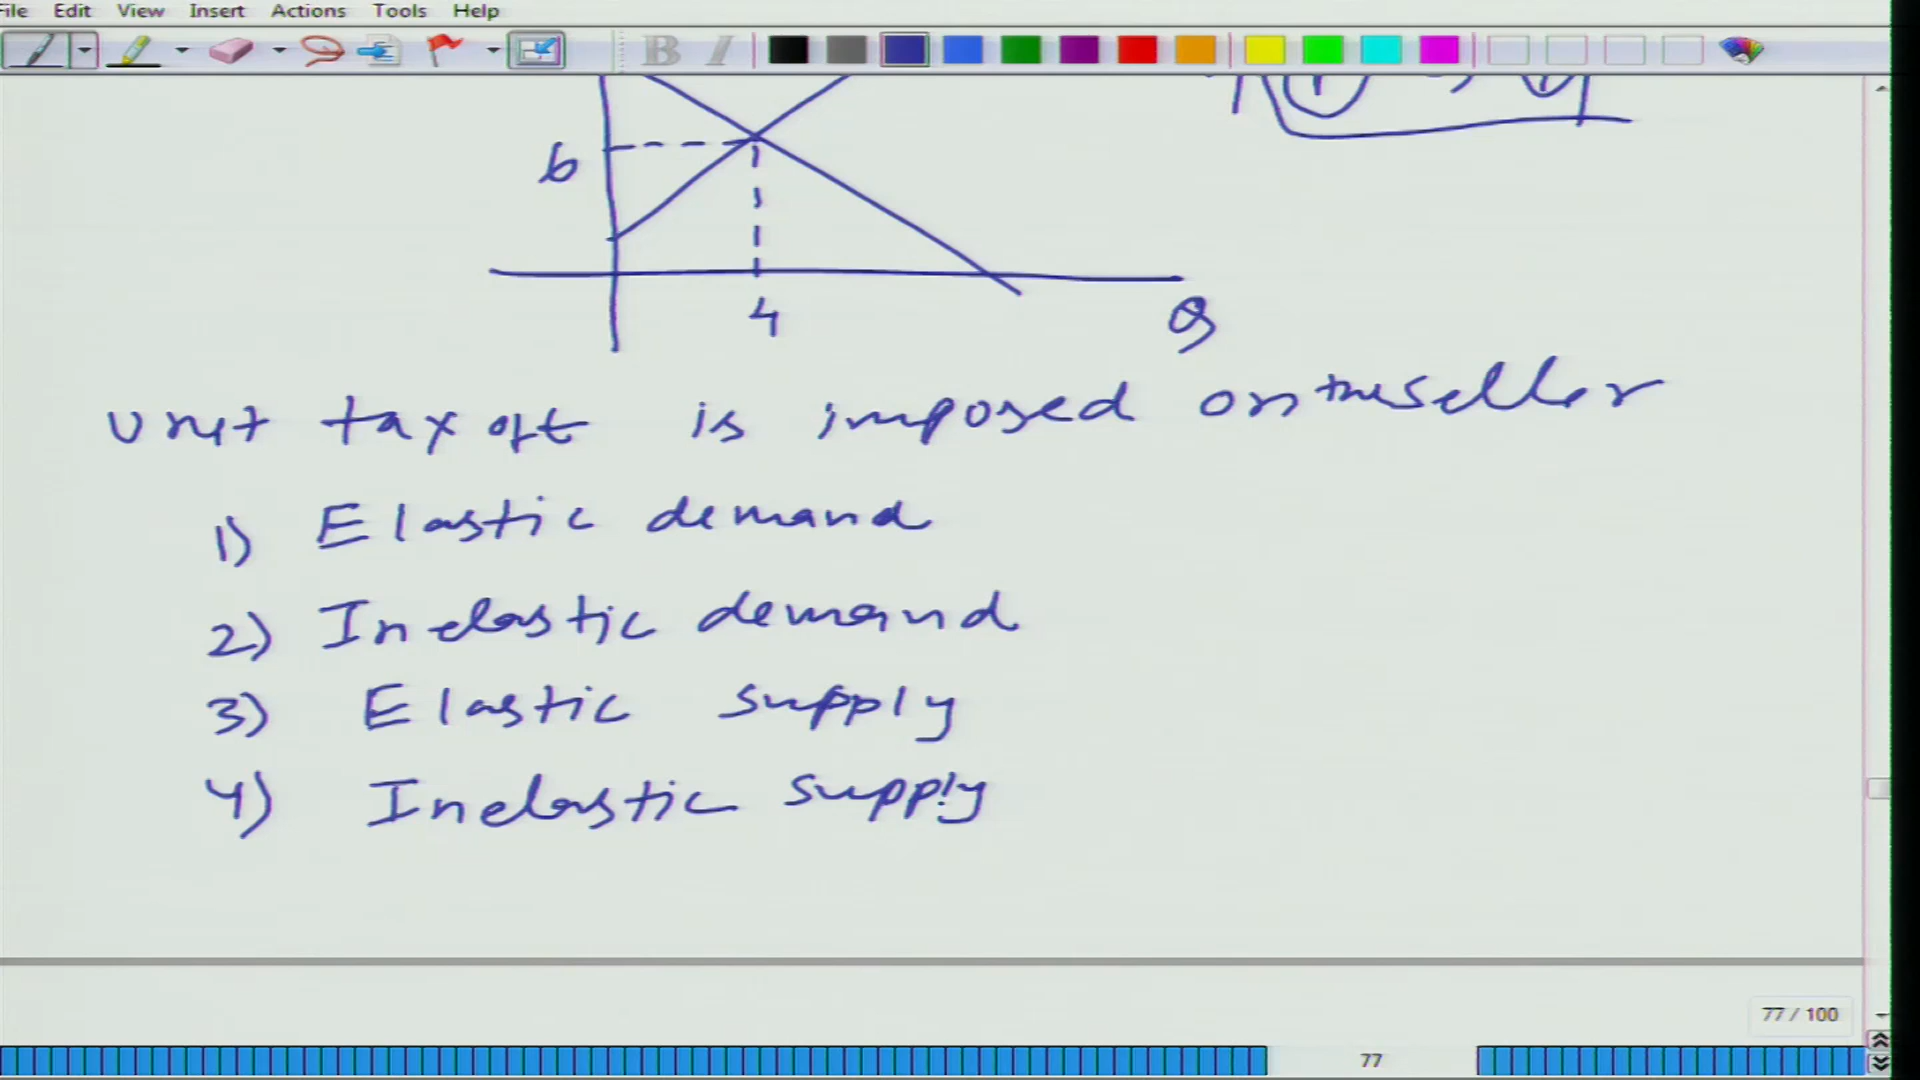 File Edit View Insert Actions Tools Help
B I
6
4
Q
unit tax of t is imposed on the seller
1) Elastic demand
2) Inelastic demand
3) Elastic supply
4) Inelastic supply
77 / 100
77